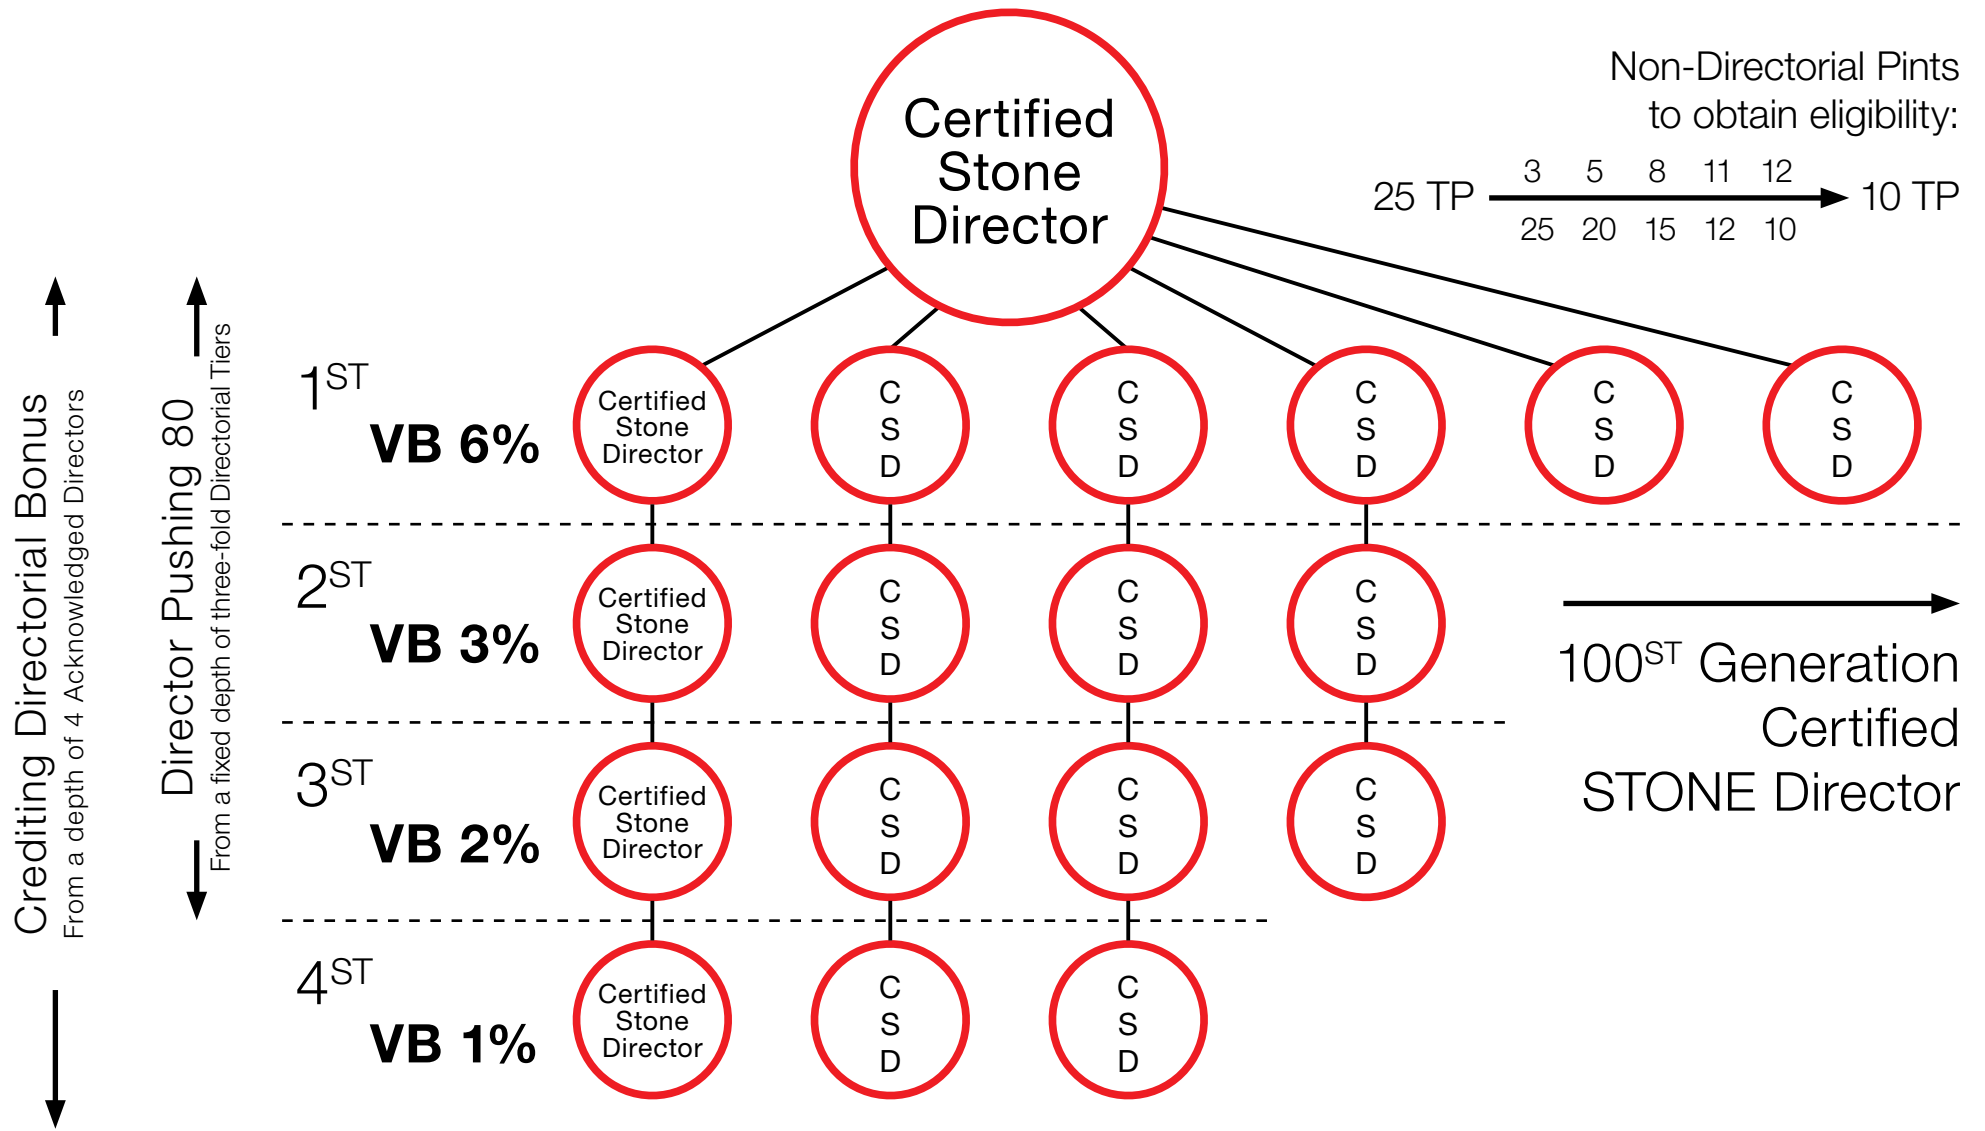 Certified
Stone
Director
Non-Directorial Pints
to obtain eligibility:
3 5 8 11 12
25 TP 10 TP
25 20 15 12 10
Crediting Directorial Bonus
From a depth of 4 Acknowledged Directors
Director Pushing 80
From a fixed depth of three-fold Directorial Tiers
1ST
VB 6%
Certified
Stone
Director
C
S
D
C
S
D
C
S
D
C
S
D
C
S
D
2ST
VB 3%
Certified
Stone
Director
C
S
D
C
S
D
C
S
D
100ST Generation
Certified
STONE Director
3ST
VB 2%
Certified
Stone
Director
C
S
D
C
S
D
C
S
D
4ST
VB 1%
Certified
Stone
Director
C
S
D
C
S
D